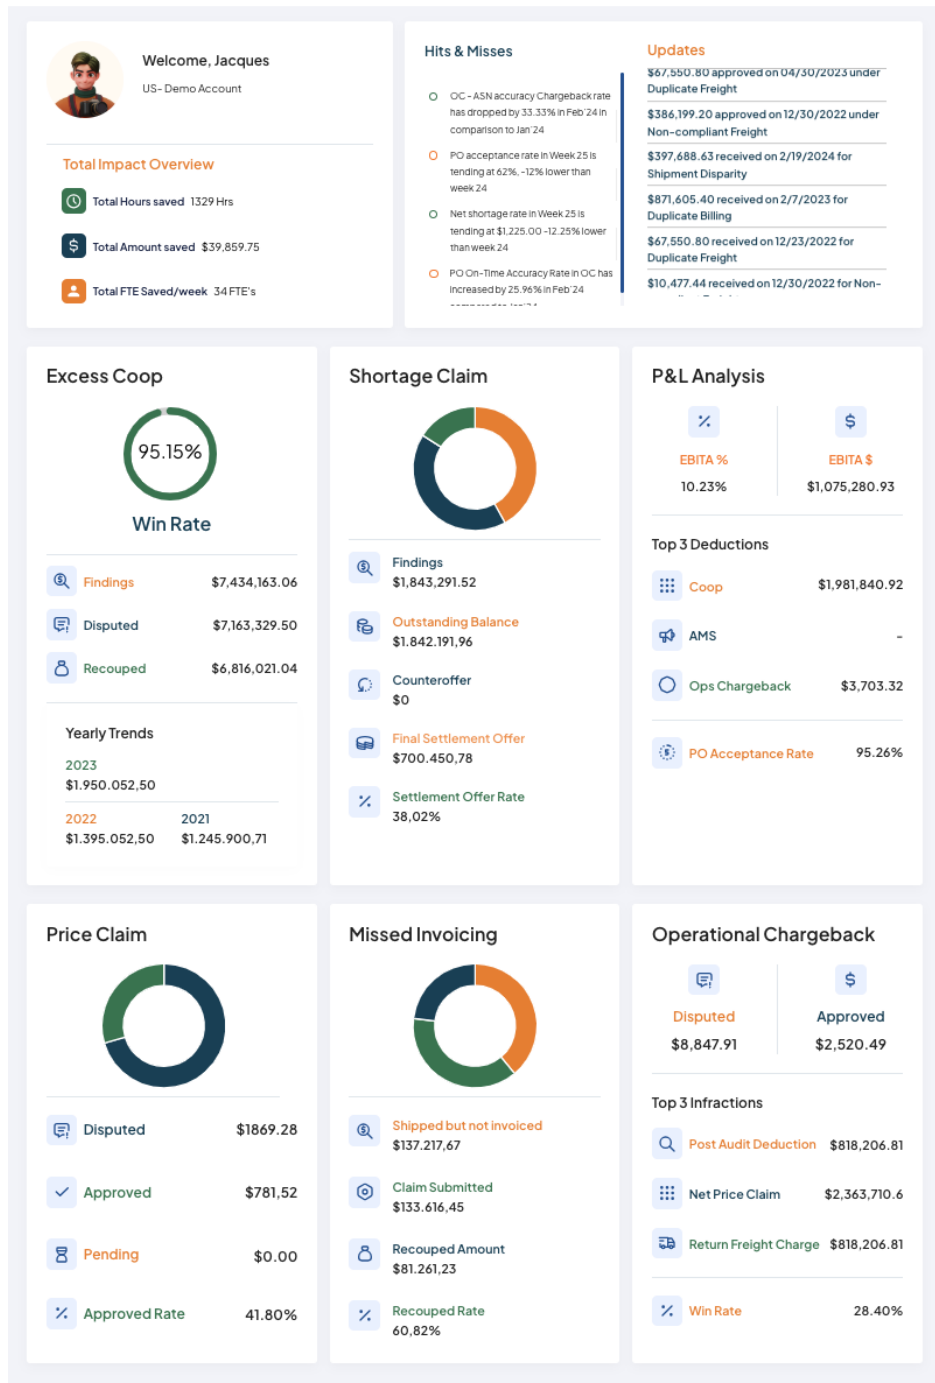 Welcome, Jacques
US- Demo Account
Total Impact Overview
Total Hours saved 1329 Hrs
Total Amount saved $39,859.75
Total FTE Saved/week 34 FTE's
Hits & Misses
OC - ASN accuracy Chargeback rate
has dropped by 33.33% in Feb'24 in
comparison to Jan'24
PO acceptance rate in Week 25 is
tending at 62%, -12% lower than
week 24
Net shortage rate in Week 25 is
tending at $1,225.00 -12.25% lower
than week 24
PO On-Time Accuracy Rate in OC has
increased by 25.96% in Feb'24
compared to Jan'24
Updates
$67,550.80 approved on 04/30/2023 under
Duplicate Freight
$386,199.20 approved on 12/30/2022 under
Non-compliant Freight
$397,688.63 received on 2/19/2024 for
Shipment Disparity
$871,605.40 received on 2/7/2023 for
Duplicate Billing
$67,550.80 received on 12/23/2022 for
Duplicate Freight
$10,477.44 received on 12/30/2022 for Non-
Excess Coop
95.15%
Win Rate
Findings $7,434,163.06
Disputed $7,163,329.50
Recouped $6,816,021.04
Yearly Trends
2023
$1.950.052,50
2022 2021
$1.395.052,50 $1.245.900,71
Shortage Claim
Findings
$1,843,291.52
Outstanding Balance
$1.842.191,96
Counteroffer
$0
Final Settlement Offer
$700.450,78
Settlement Offer Rate
38,02%
P&L Analysis
EBITA % EBITA $
10.23% $1,075,280.93
Top 3 Deductions
Coop $1,981,840.92
AMS -
Ops Chargeback $3,703.32
PO Acceptance Rate 95.26%
Price Claim
Disputed $1869.28
Approved $781,52
Pending $0.00
Approved Rate 41.80%
Missed Invoicing
Shipped but not invoiced
$137.217,67
Claim Submitted
$133.616,45
Recouped Amount
$81.261,23
Recouped Rate
60,82%
Operational Chargeback
Disputed Approved
$8,847.91 $2,520.49
Top 3 Infractions
Post Audit Deduction $818,206.81
Net Price Claim $2,363,710.6
Return Freight Charge $818,206.81
Win Rate 28.40%